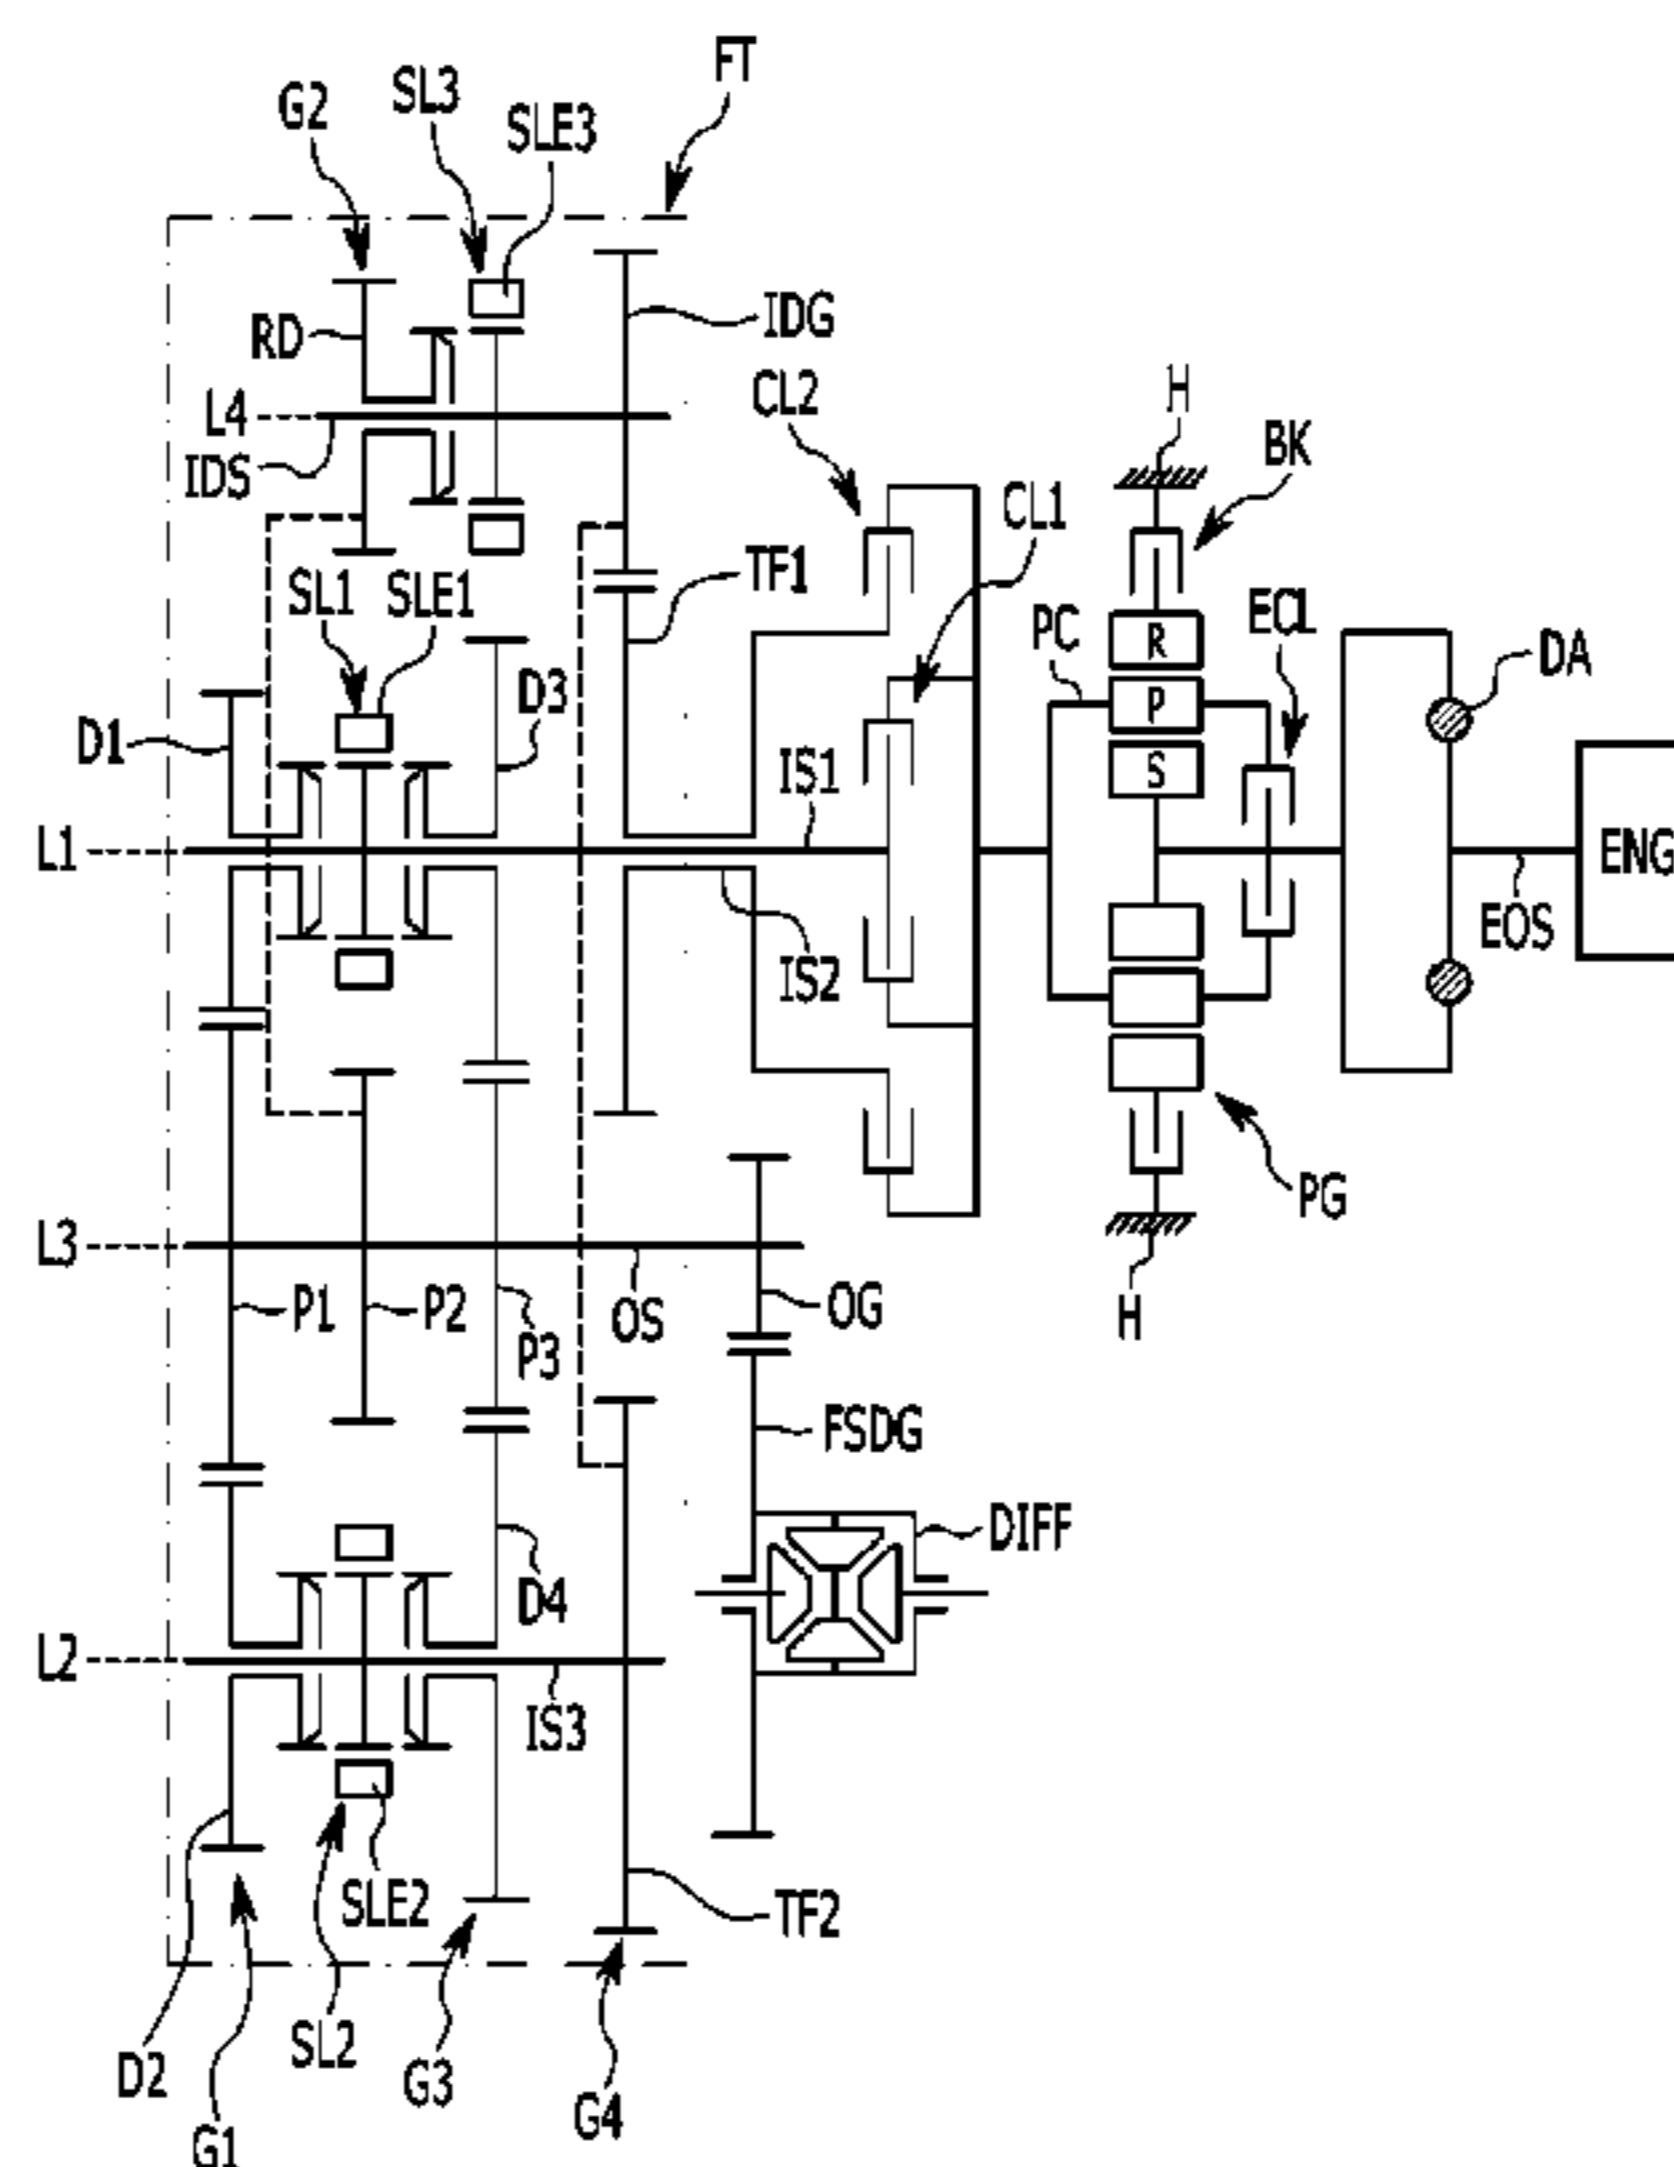 FT
SL3
G2
SLE3
IDG
RD
CL2
H
L4
BK
IDS
CL1
TF1
SL1
SLE1
ECL
PC
R
DA
D3
P
D1
S
IS1
L1
ENG
EOS
IS2
PG
L3
P1
P2
OG
OS
H
P3
FSDG
DIFF
D4
L2
IS3
SLE2
TF2
SL2
D2
G3
G4
G1